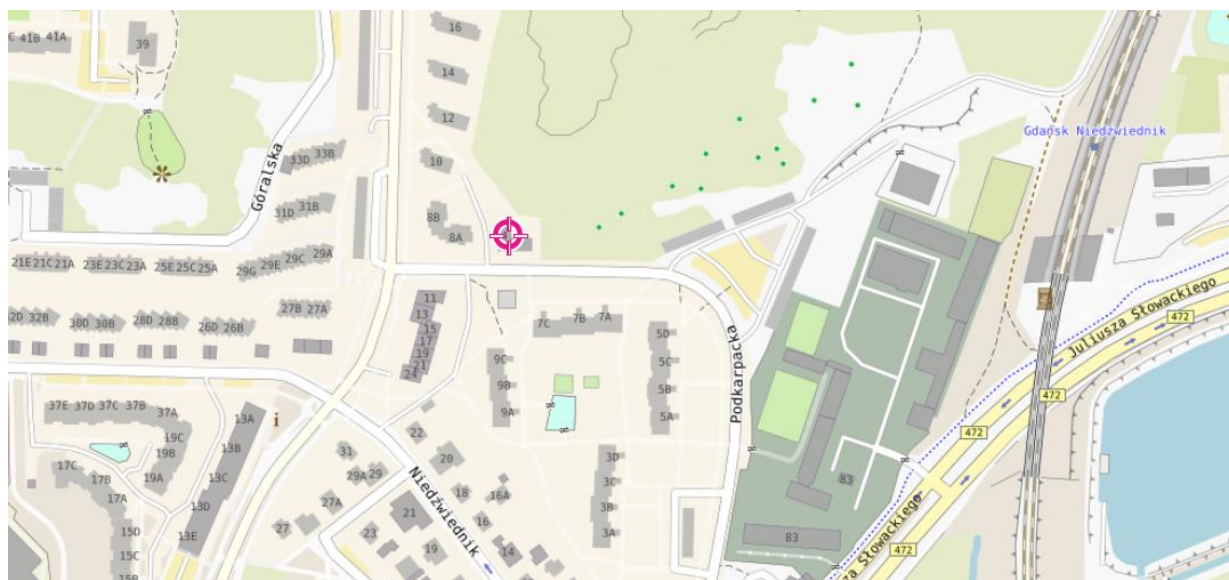 41B 41A
39
16
14
12
10
Gdańsk Niedźwiednik
33D 33B
Góralska
31D 31B
8B
8A
29G 29E 29C 29A
21E 21C 21A
23E 23C 23A
25E 25C 25A
27B 27A
32B
30D 30B
28D 28B
26D 26B
11
13
15
17
19
21
24
7C 7B 7A
5D
5C
5B
5A
Podkarpacka
Juliusza Słowackiego
472
472
472
472
472
9C
9B
9A
37E 37D 37C 37B 37A
13A
13B
13C
13D
13E
i
19C
19B
19A
17C
17B
17A
15D
15C
15B
22
20
18
16A
16
14
31
29A 29
27A
27
23
21
19
Niedźwiednik
3D
3C
3B
3A
83
83